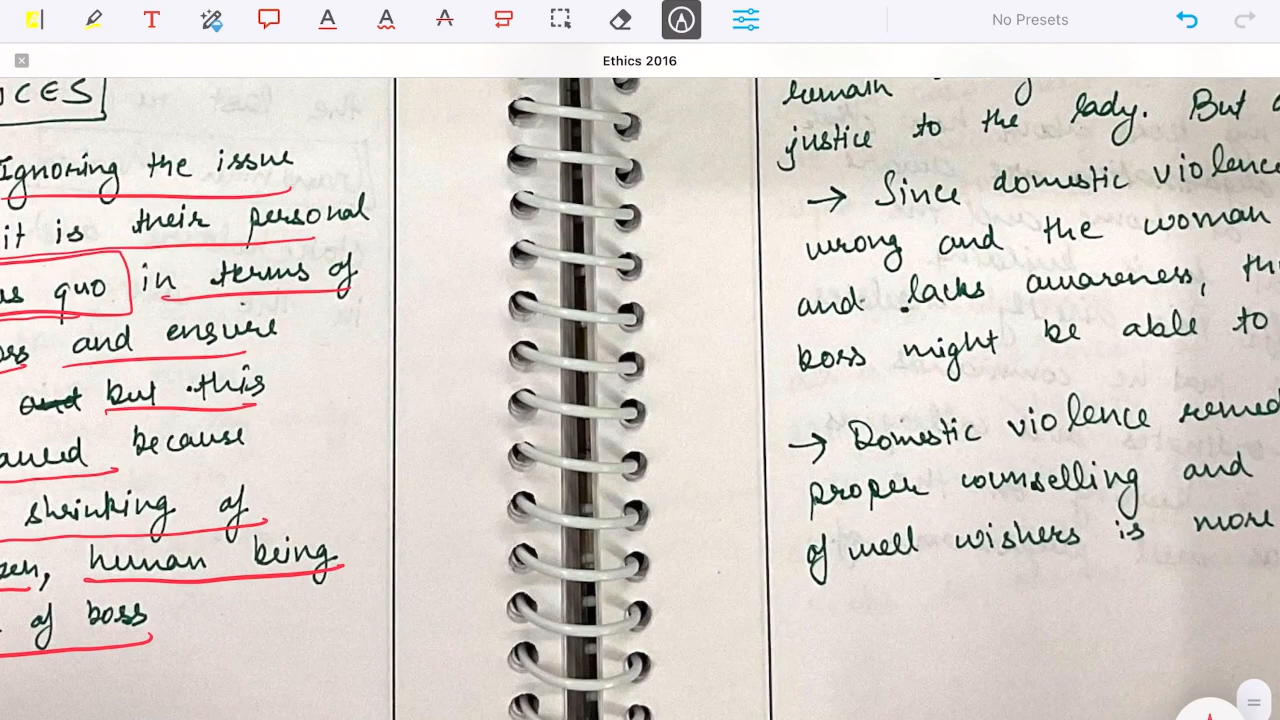 No Presets
Ethics 2016
CES
Ignoring the issue
it is their personal
quo in terms of
and ensure
but this
because
shrinking of
human being
of boss
remain
justice to the lady. But
→ Since domestic violence
wrong and the woman
and lacks awareness,
boss might be able to
→ Domestic violence
proper counselling and
of well wishers is more